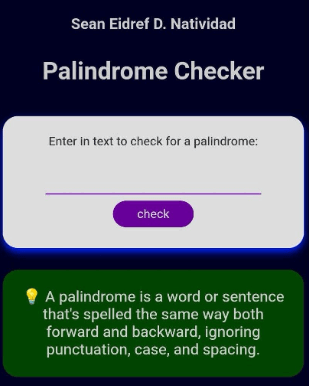 Sean Eidref D. Natividad
Palindrome Checker
Enter in text to check for a palindrome:
check
💡 A palindrome is a word or sentence
that's spelled the same way both
forward and backward, ignoring
punctuation, case, and spacing.